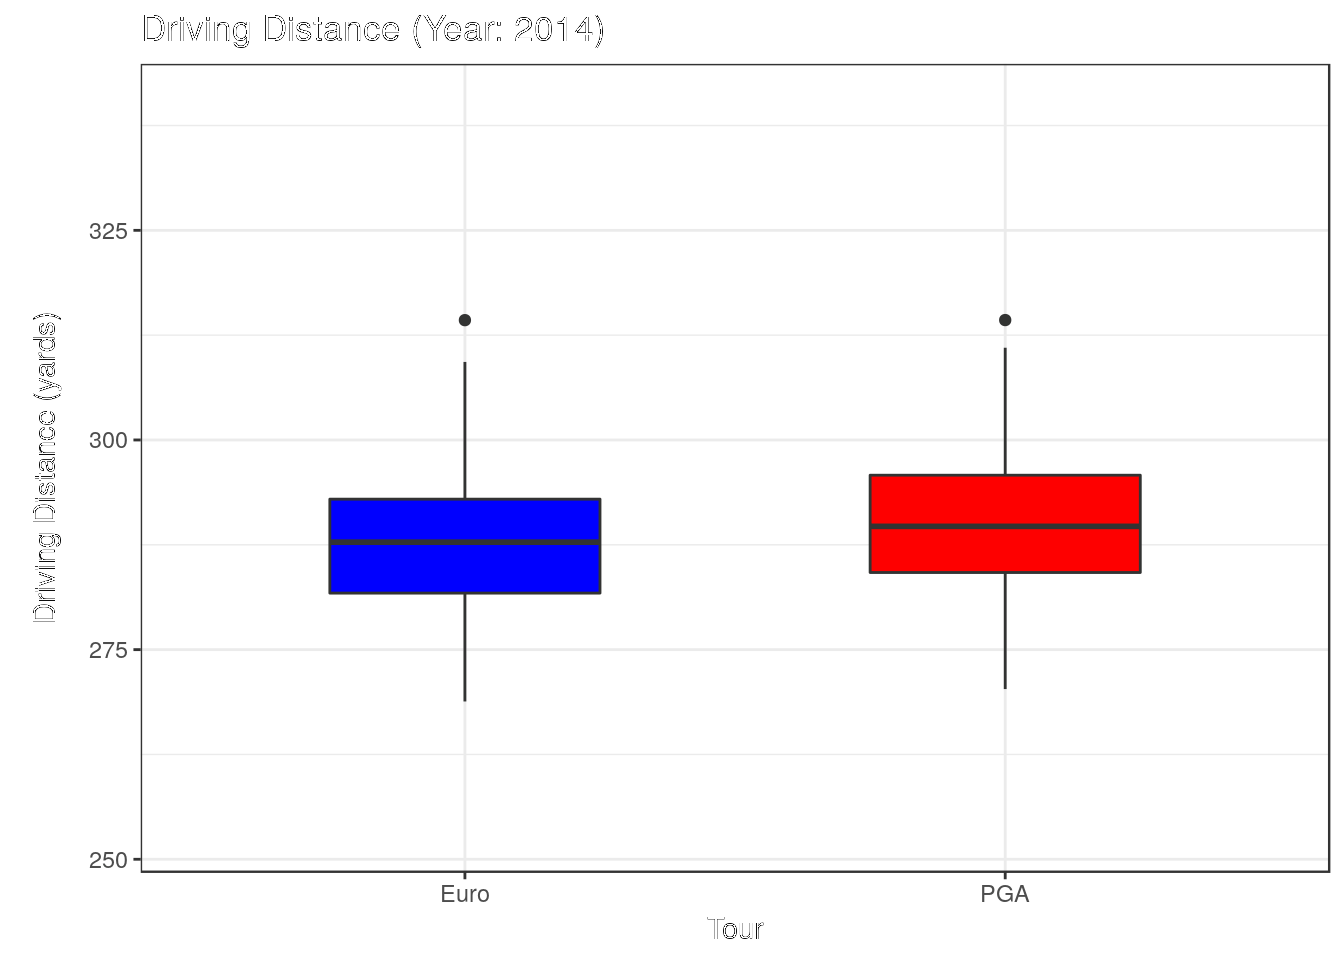 Driving Distance (Year: 2014)
Driving Distance (yards)
325
300
275
250
Euro
PGA
Tour